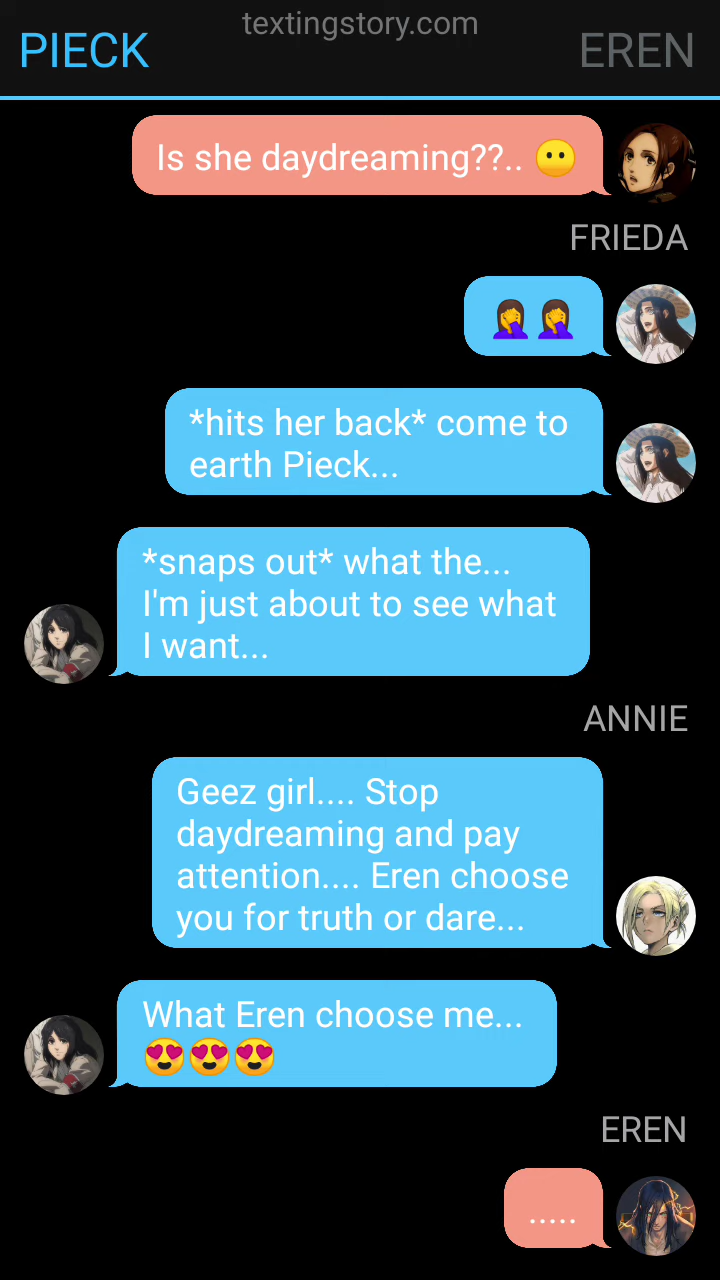 textingstory.com
PIECK
EREN
Is she daydreaming??.. 😶
FRIEDA
🤦‍♀️🤦‍♀️
*hits her back* come to
earth Pieck...
*snaps out* what the...
I'm just about to see what
I want...
ANNIE
Geez girl.... Stop
daydreaming and pay
attention.... Eren choose
you for truth or dare...
What Eren choose me...
😍😍😍
EREN
.....